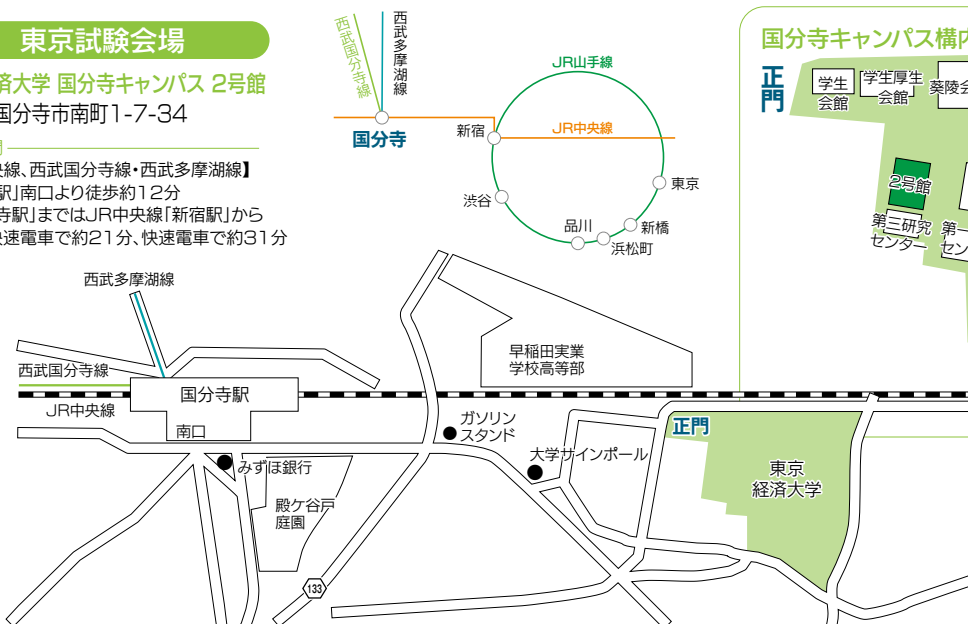 東京試験会場
済大学 国分寺キャンパス 2号館
国分寺市南町1-7-34
央線、西武国分寺線・西武多摩湖線】
駅」南口より徒歩約12分
寺駅」まではJR中央線「新宿駅」から
快速電車で約21分、快速電車で約31分
西武国分寺線
西武多摩湖線
国分寺
JR山手線
新宿
JR中央線
渋谷
東京
品川
新橋
浜松町
国分寺キャンパス構内
正門
学生
会館
学生厚生
会館
葵陵会
2号館
第三研究
センター
第一
セン
西武多摩湖線
西武国分寺線
JR中央線
国分寺駅
南口
みずほ銀行
殿ケ谷戸
庭園
133
早稲田実業
学校高等部
ガソリン
スタンド
大学サインポール
正門
東京
経済大学